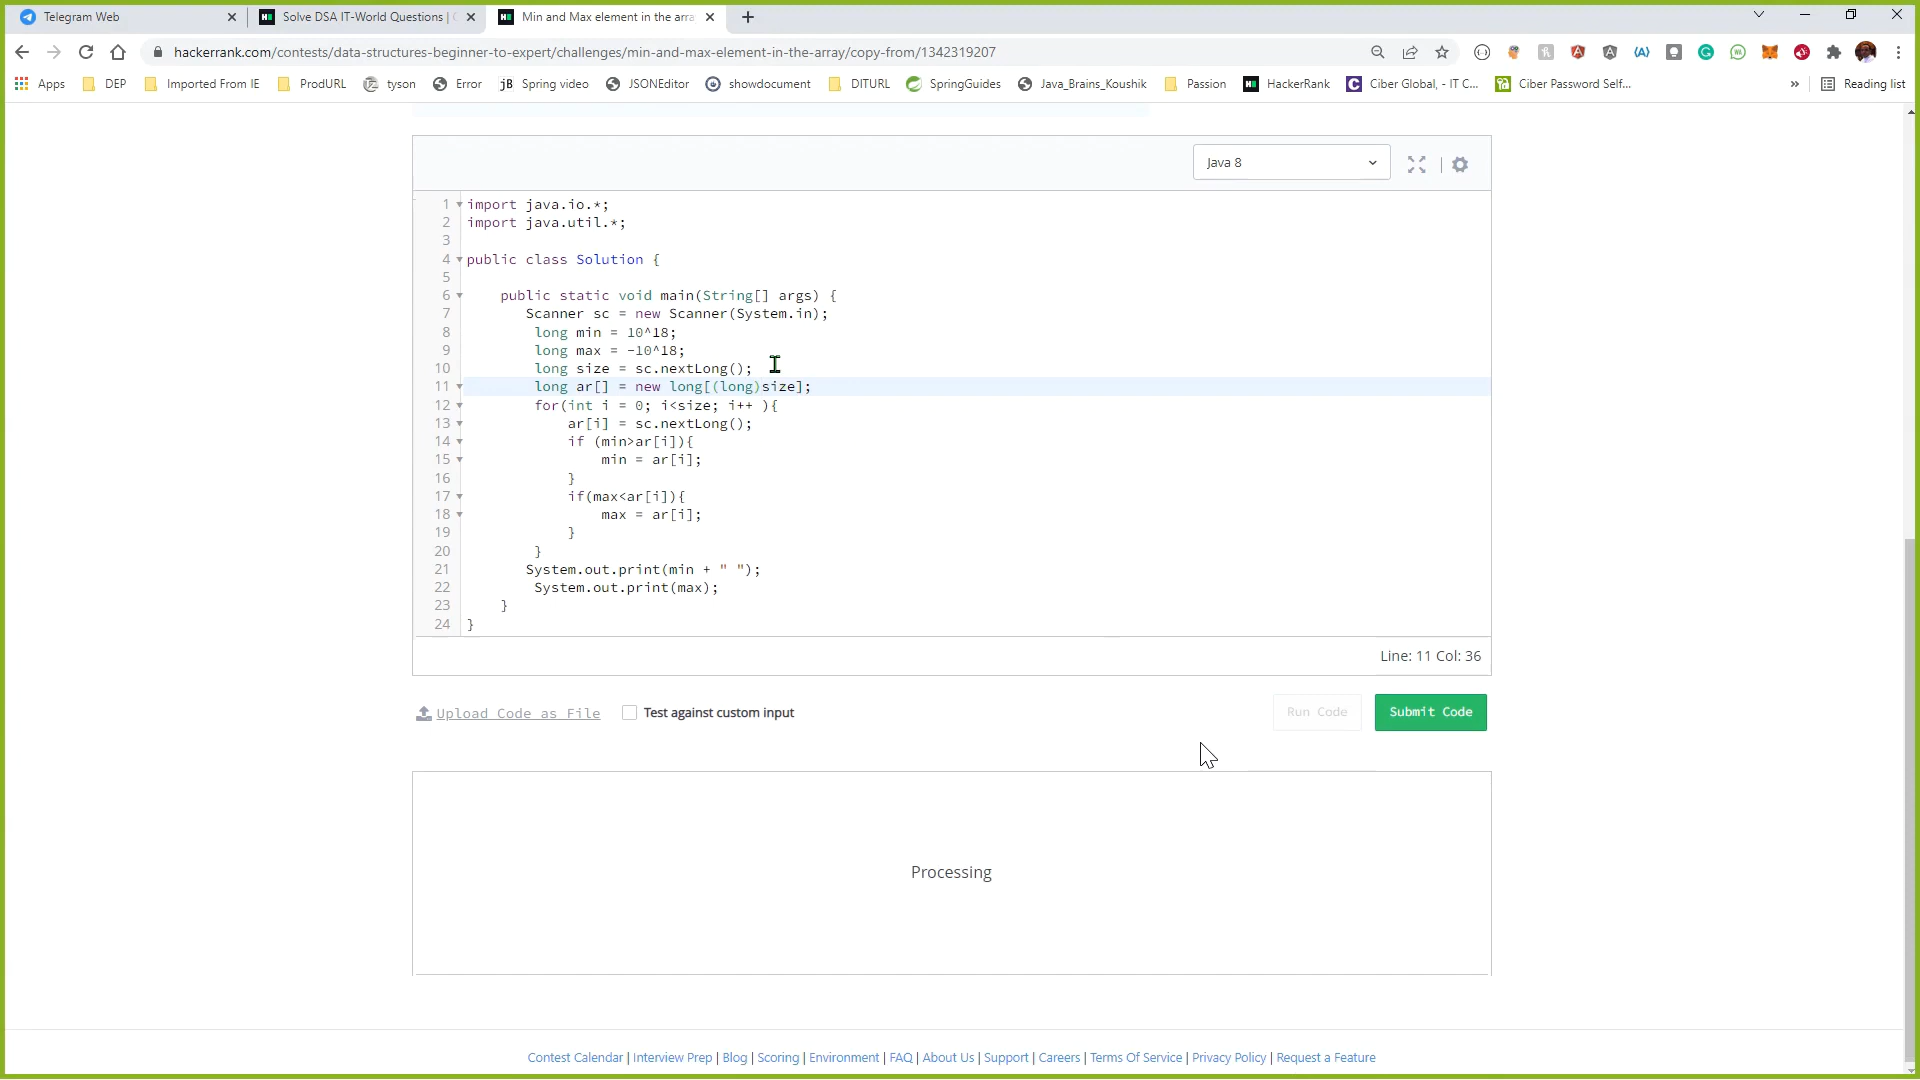 Telegram Web
Solve DSA IT-World Questions | C
Min and Max element in the arra
hackerrank.com/contests/data-structures-beginner-to-expert/challenges/min-and-max-element-in-the-array/copy-from/1342319207
Apps DEP Imported From IE ProdURL tyson Error Spring video JSONEditor showdocument DITURL SpringGuides Java_Brains_Koushik Passion HackerRank Ciber Global, - IT C... Ciber Password Self... » Reading list
Java 8
1 import java.io.*;
2 import java.util.*;
3
4 public class Solution {
5
6 public static void main(String[] args) {
7 Scanner sc = new Scanner(System.in);
8 long min = 10^18;
9 long max = -10^18;
10 long size = sc.nextLong();
11 long ar[] = new long[(long)size];
12 for(int i = 0; i<size; i++ ){
13 ar[i] = sc.nextLong();
14 if (min>ar[i]){
15 min = ar[i];
16 }
17 if(max<ar[i]){
18 max = ar[i];
19 }
20 }
21 System.out.print(min + " ");
22 System.out.print(max);
23 }
24 }
Line: 11 Col: 36
Upload Code as File Test against custom input Run Code Submit Code
Processing
Contest Calendar | Interview Prep | Blog | Scoring | Environment | FAQ | About Us | Support | Careers | Terms Of Service | Privacy Policy | Request a Feature